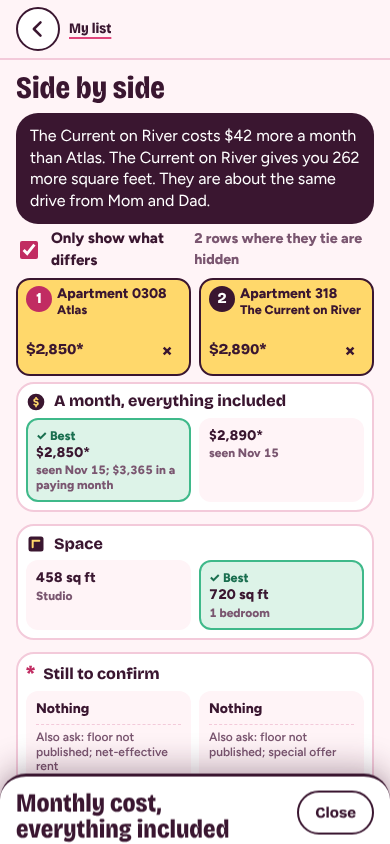 My list
Side by side
The Current on River costs $42 more a month
than Atlas. The Current on River gives you 262
more square feet. They are about the same
drive from Mom and Dad.
Only show what
differs
2 rows where they tie are
hidden
1 Apartment 0308
Atlas
$2,850* ×
2 Apartment 318
The Current on River
$2,890* ×
$ A month, everything included
✓ Best
$2,850*
seen Nov 15; $3,365 in a
paying month
$2,890*
seen Nov 15
Space
458 sq ft
Studio
✓ Best
720 sq ft
1 bedroom
* Still to confirm
Nothing
Also ask: floor not
published; net-effective
rent
Nothing
Also ask: floor not
published; special offer
Monthly cost,
everything included
Close